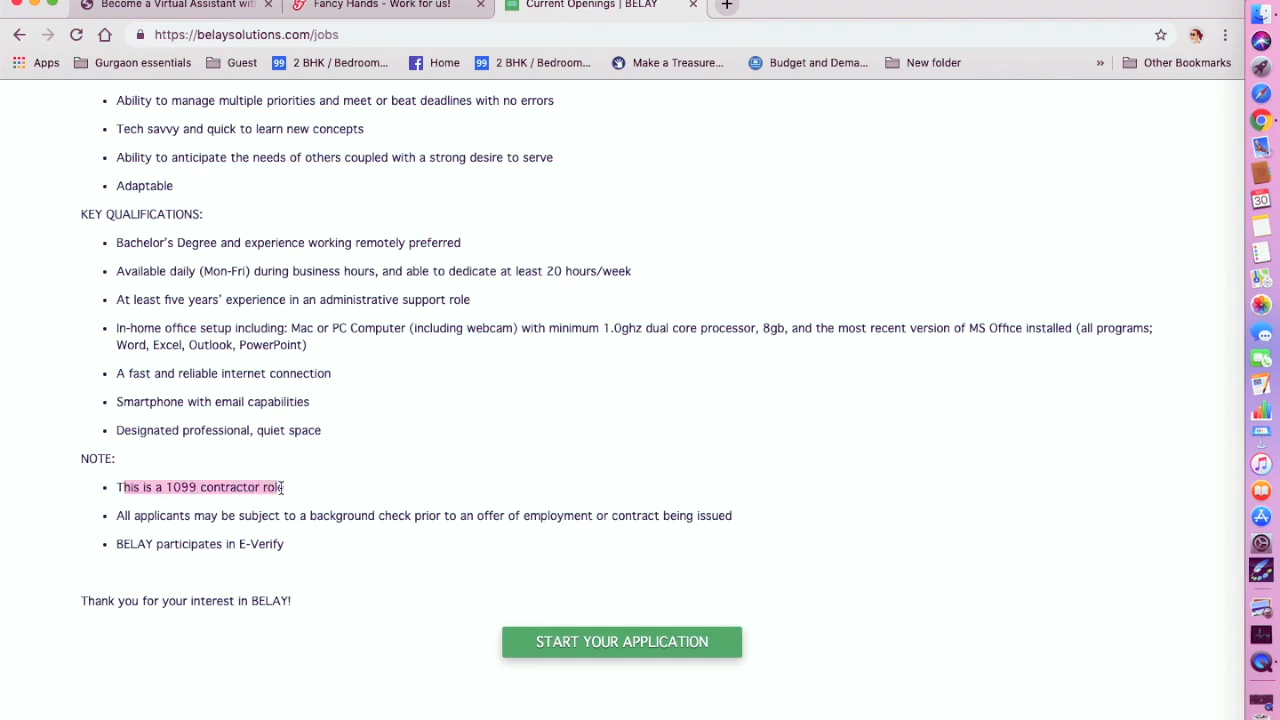 Become a Virtual Assistant wit
Fancy Hands - Work for us!
Current Openings | BELAY
https://belaysolutions.com/jobs
Apps
Gurgaon essentials
Guest
99 2 BHK / Bedroom...
Home
99 2 BHK / Bedroom...
Make a Treasure...
Budget and Dema...
New folder
»
Other Bookmarks
• Ability to manage multiple priorities and meet or beat deadlines with no errors
• Tech savvy and quick to learn new concepts
• Ability to anticipate the needs of others coupled with a strong desire to serve
• Adaptable
KEY QUALIFICATIONS:
• Bachelor's Degree and experience working remotely preferred
• Available daily (Mon-Fri) during business hours, and able to dedicate at least 20 hours/week
• At least five years' experience in an administrative support role
• In-home office setup including: Mac or PC Computer (including webcam) with minimum 1.0ghz dual core processor, 8gb, and the most recent version of MS Office installed (all programs;
Word, Excel, Outlook, PowerPoint)
• A fast and reliable internet connection
• Smartphone with email capabilities
• Designated professional, quiet space
NOTE:
• This is a 1099 contractor role
• All applicants may be subject to a background check prior to an offer of employment or contract being issued
• BELAY participates in E-Verify
Thank you for your interest in BELAY!
START YOUR APPLICATION
30